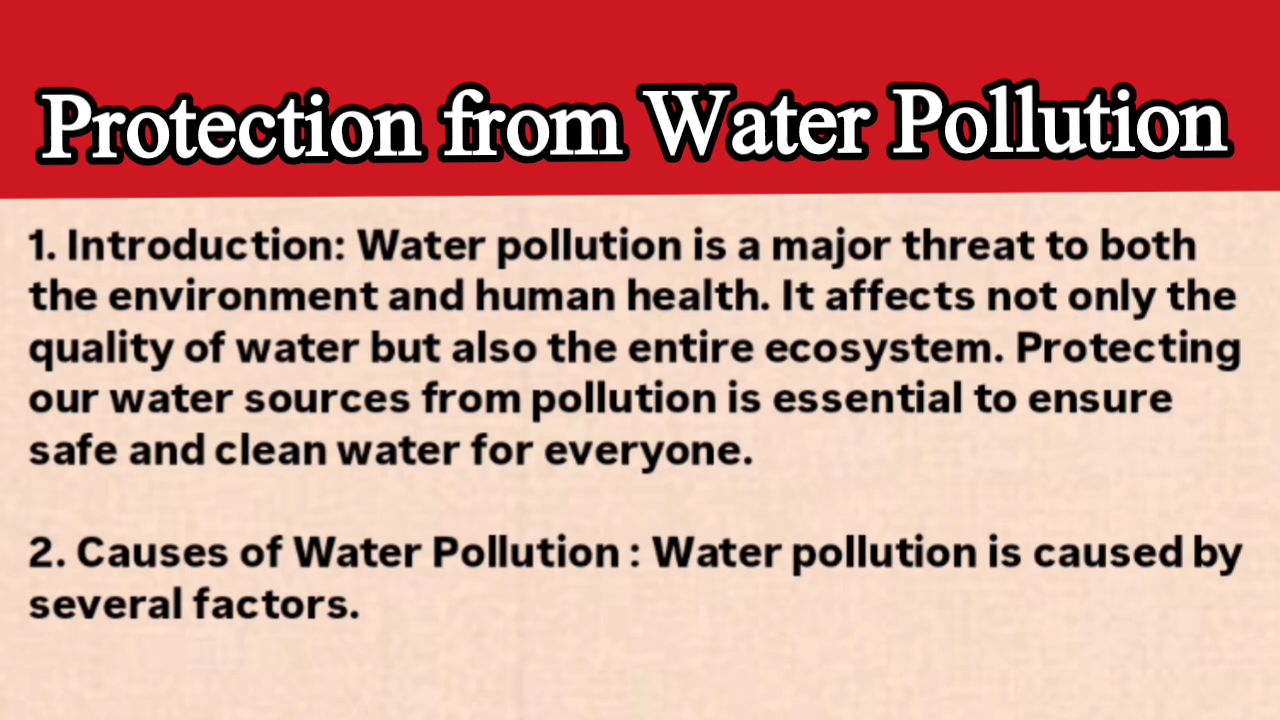 Protection from Water Pollution
1. Introduction: Water pollution is a major threat to both
the environment and human health. It affects not only the
quality of water but also the entire ecosystem. Protecting
our water sources from pollution is essential to ensure
safe and clean water for everyone.
2. Causes of Water Pollution : Water pollution is caused by
several factors.